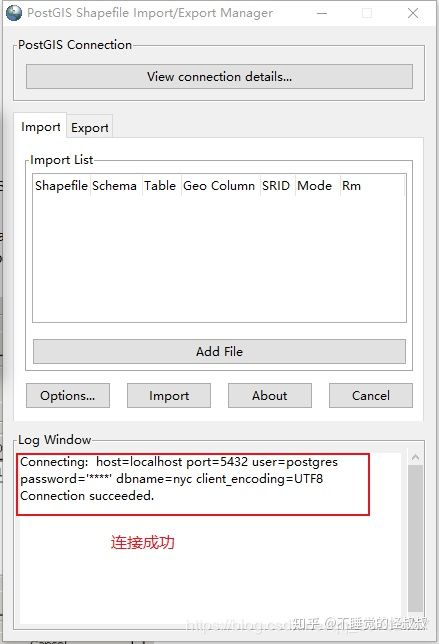 PostGIS Shapefile Import/Export Manager
PostGIS Connection
View connection details...
Import Export
Import List
Shapefile Schema Table Geo Column SRID Mode Rm
Add File
Options... Import About Cancel
Log Window
Connecting: host=localhost port=5432 user=postgres
password='****' dbname=nyc client_encoding=UTF8
Connection succeeded.
连接成功
知乎 @不睡觉的怪叔叔